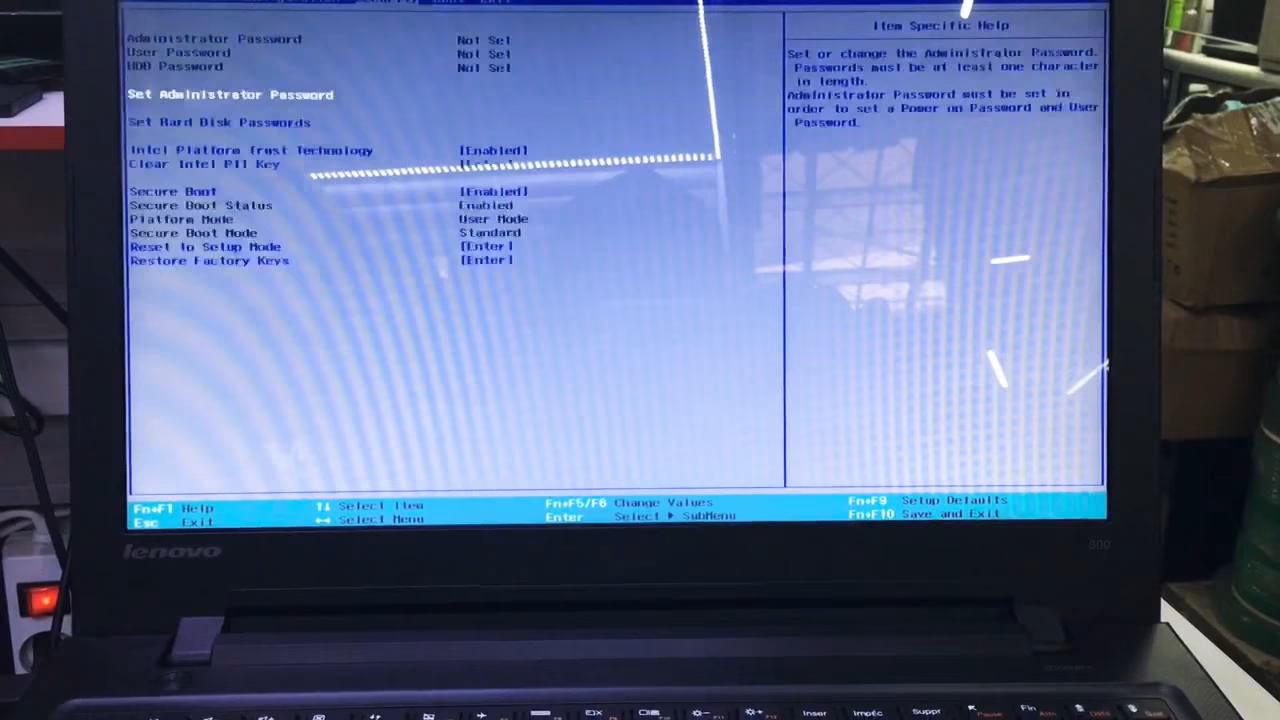 Security
Exit
Item Specific Help
Administrator Password Not Set
User Password Not Set
HDD Password Not Set
Set Administrator Password
Set Hard Disk Passwords
Intel Platform Trust Technology [Enabled]
Clear Intel PTT Key
Secure Boot [Enabled]
Secure Boot Status Enabled
Platform Mode User Mode
Secure Boot Mode Standard
Reset to Setup Mode [Enter]
Restore Factory Keys [Enter]
Set or change the Administrator Password.
Passwords must be at least one character
in length.
Administrator Password must be set in
order to set a Power on Password and User
Password.
Fn+F1 Help ↑↓ Select Item Fn+F5/F6 Change Values Fn+F9 Setup Defaults
Esc Exit ←→ Select Menu Enter Select ▶ SubMenu Fn+F10 Save and Exit
lenovo
Inser Impéc Suppr Pause Fin